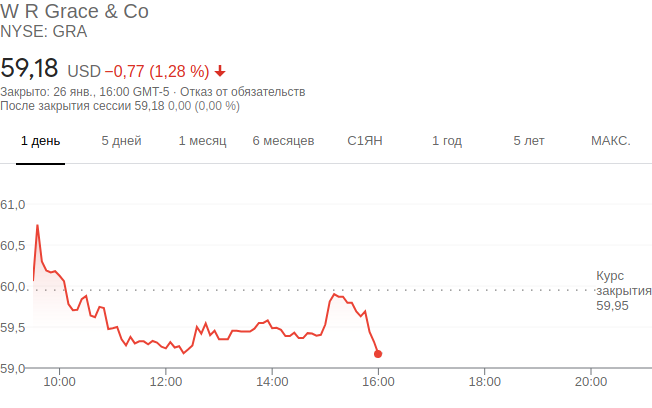 W R Grace & Co
NYSE: GRA
59,18 USD −0,77 (1,28 %)
Закрыто: 26 янв., 16:00 GMT-5 · Отказ от обязательств
После закрытия сессии 59,18 0,00 (0,00 %)
1 день 5 дней 1 месяц 6 месяцев С1ЯН 1 год 5 лет МАКС.
61,0
60,5
60,0
59,5
59,0
Курс
закрытия
59,95
10:00 12:00 14:00 16:00 18:00 20:00